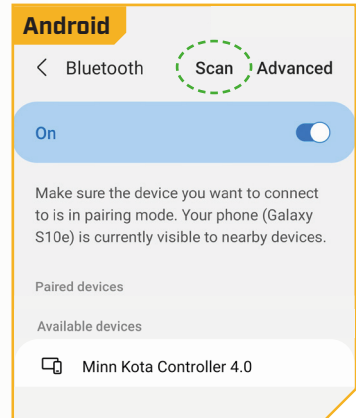 Android
Bluetooth Scan Advanced
On
Make sure the device you want to connect
to is in pairing mode. Your phone (Galaxy
S10e) is currently visible to nearby devices.
Paired devices
Available devices
Minn Kota Controller 4.0